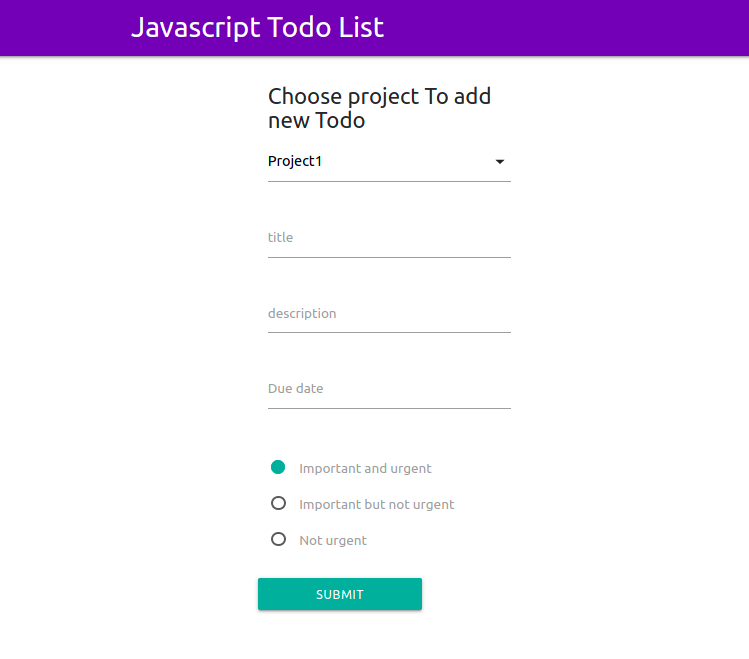 Javascript Todo List
Choose project To add
new Todo
Project1
title
description
Due date
Important and urgent
Important but not urgent
Not urgent
SUBMIT